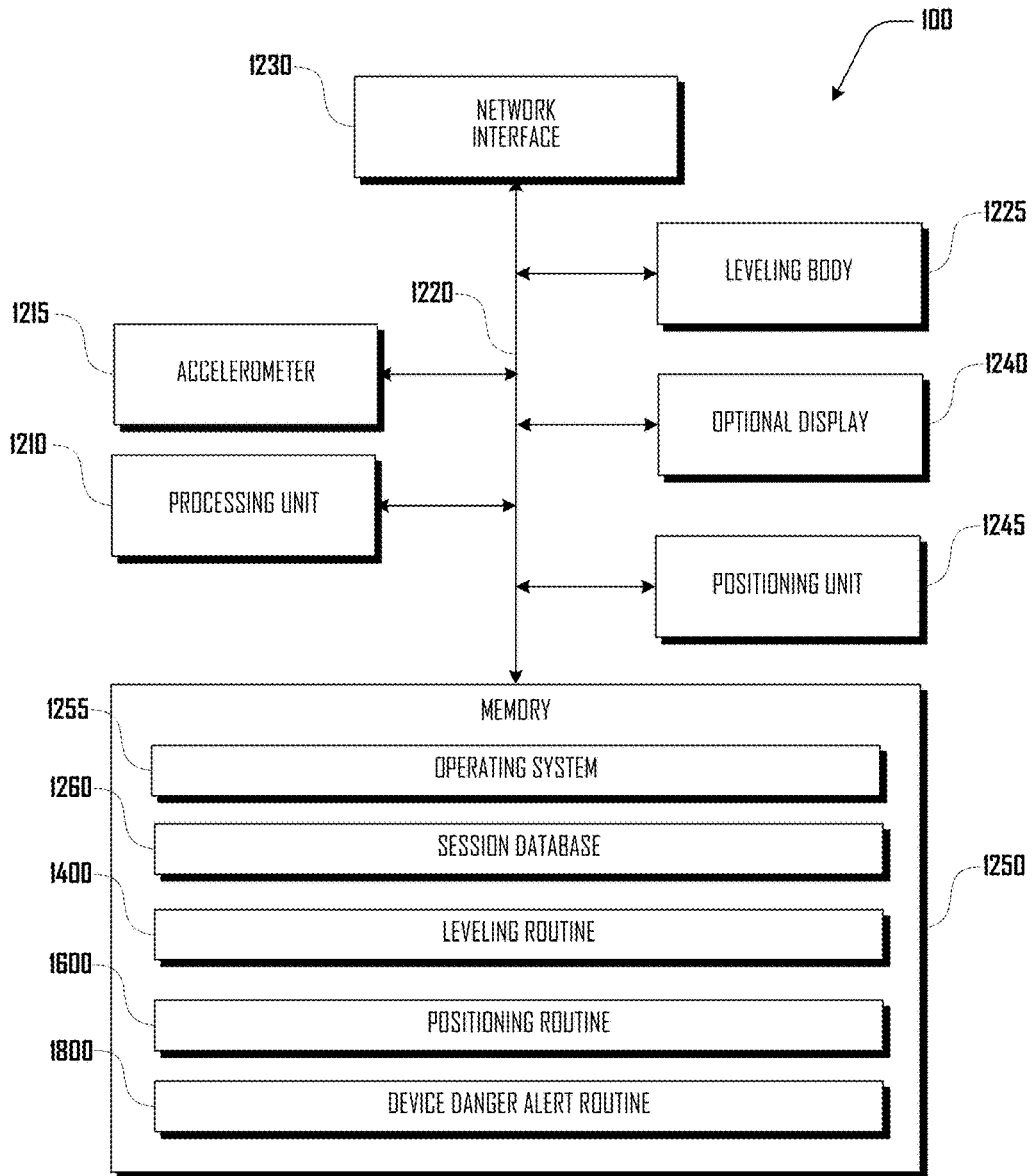 100
1230
NETWORK
INTERFACE
1225
LEVELING BODY
1220
1215
ACCELEROMETER
1240
OPTIONAL DISPLAY
1210
PROCESSING UNIT
1245
POSITIONING UNIT
MEMORY
1255
OPERATING SYSTEM
1260
SESSION DATABASE
1250
1400
LEVELING ROUTINE
1600
POSITIONING ROUTINE
1800
DEVICE DANGER ALERT ROUTINE